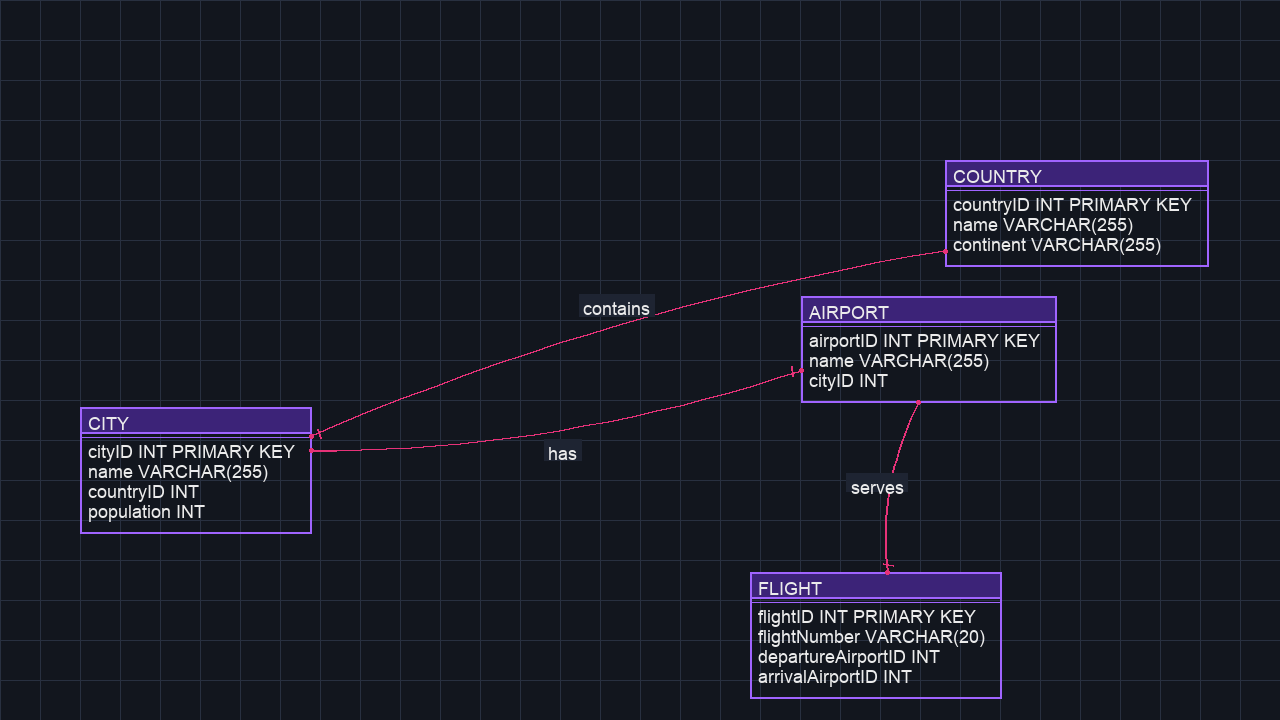 COUNTRY
countryID INT PRIMARY KEY
name VARCHAR(255)
continent VARCHAR(255)
contains
AIRPORT
airportID INT PRIMARY KEY
name VARCHAR(255)
cityID INT
CITY
cityID INT PRIMARY KEY
name VARCHAR(255)
countryID INT
population INT
has
serves
FLIGHT
flightID INT PRIMARY KEY
flightNumber VARCHAR(20)
departureAirportID INT
arrivalAirportID INT